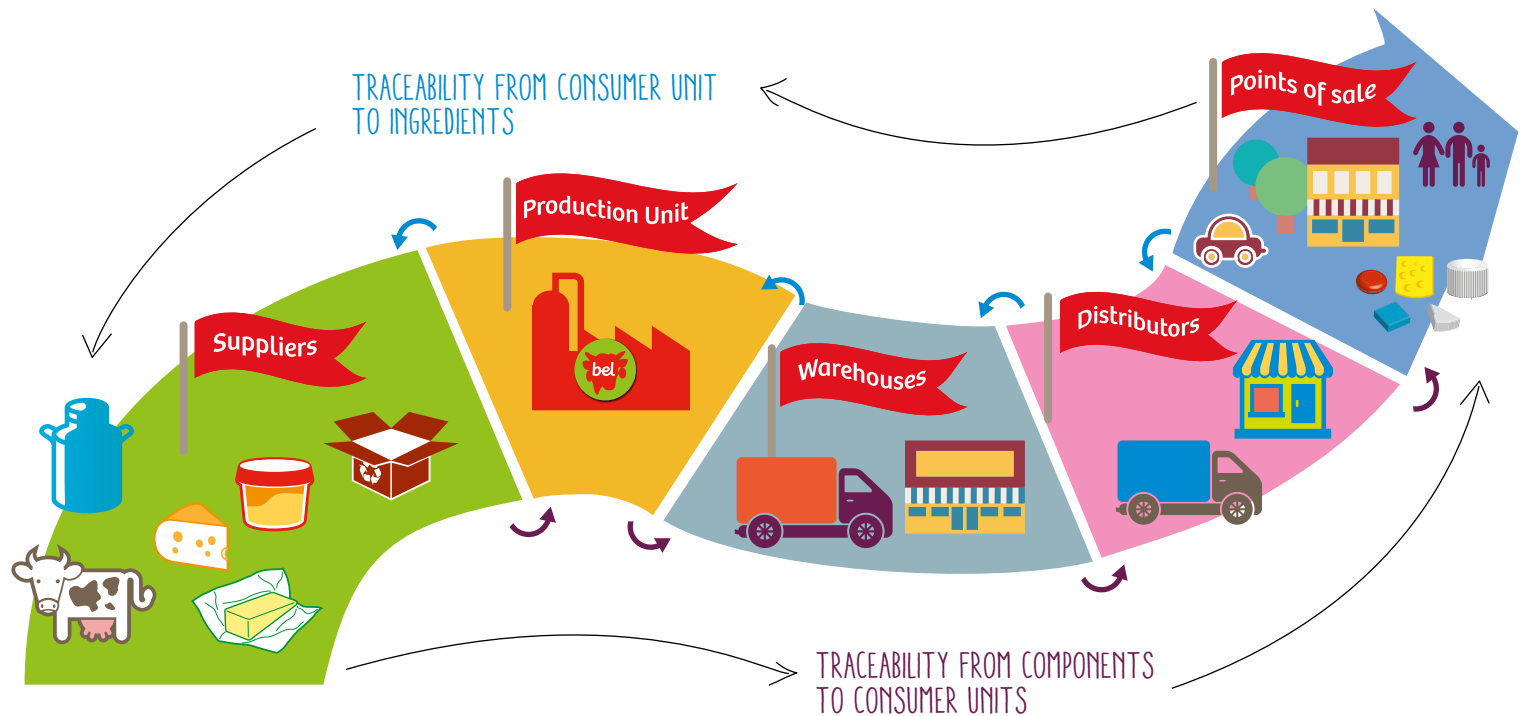 TRACEABILITY FROM CONSUMER UNIT
TO INGREDIENTS
Points of sale
Production Unit
Suppliers
Distributors
Warehouses
bel
TRACEABILITY FROM COMPONENTS
TO CONSUMER UNITS